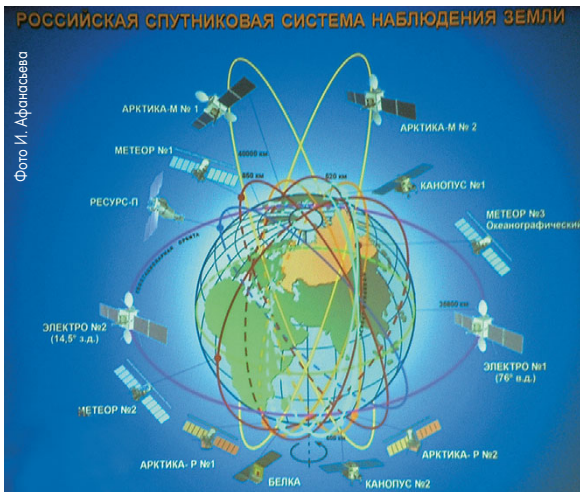 РОССИЙСКАЯ СПУТНИКОВАЯ СИСТЕМА НАБЛЮДЕНИЯ ЗЕМЛИ
Фото И. Афанасьева
АРКТИКА-М № 1
АРКТИКА-М № 2
МЕТЕОР №1
40000 км
850 км
820 км
КАНОПУС №1
РЕСУРС-П
МЕТЕОР №3
Океанографический
ОРБИТА
ЭЛЕКТРО №2
(14,5° з.д.)
ЭЛЕКТРО №1
(76° в.д.)
МЕТЕОР №2
АРКТИКА- Р №1
АРКТИКА- Р №2
БЕЛКА
КАНОПУС №2